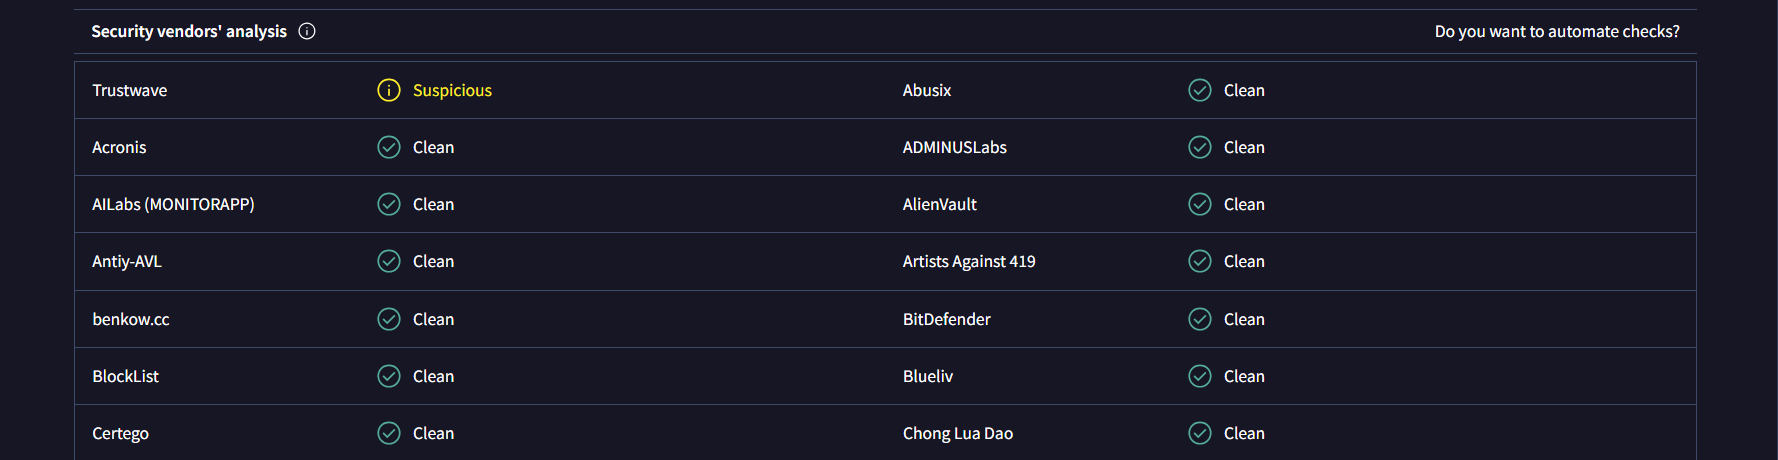 Security vendors' analysis
Do you want to automate checks?
Trustwave Suspicious Abusix Clean
Acronis Clean ADMINUSLabs Clean
AILabs (MONITORAPP) Clean AlienVault Clean
Antiy-AVL Clean Artists Against 419 Clean
benkow.cc Clean BitDefender Clean
BlockList Clean Blueliv Clean
Certego Clean Chong Lua Dao Clean